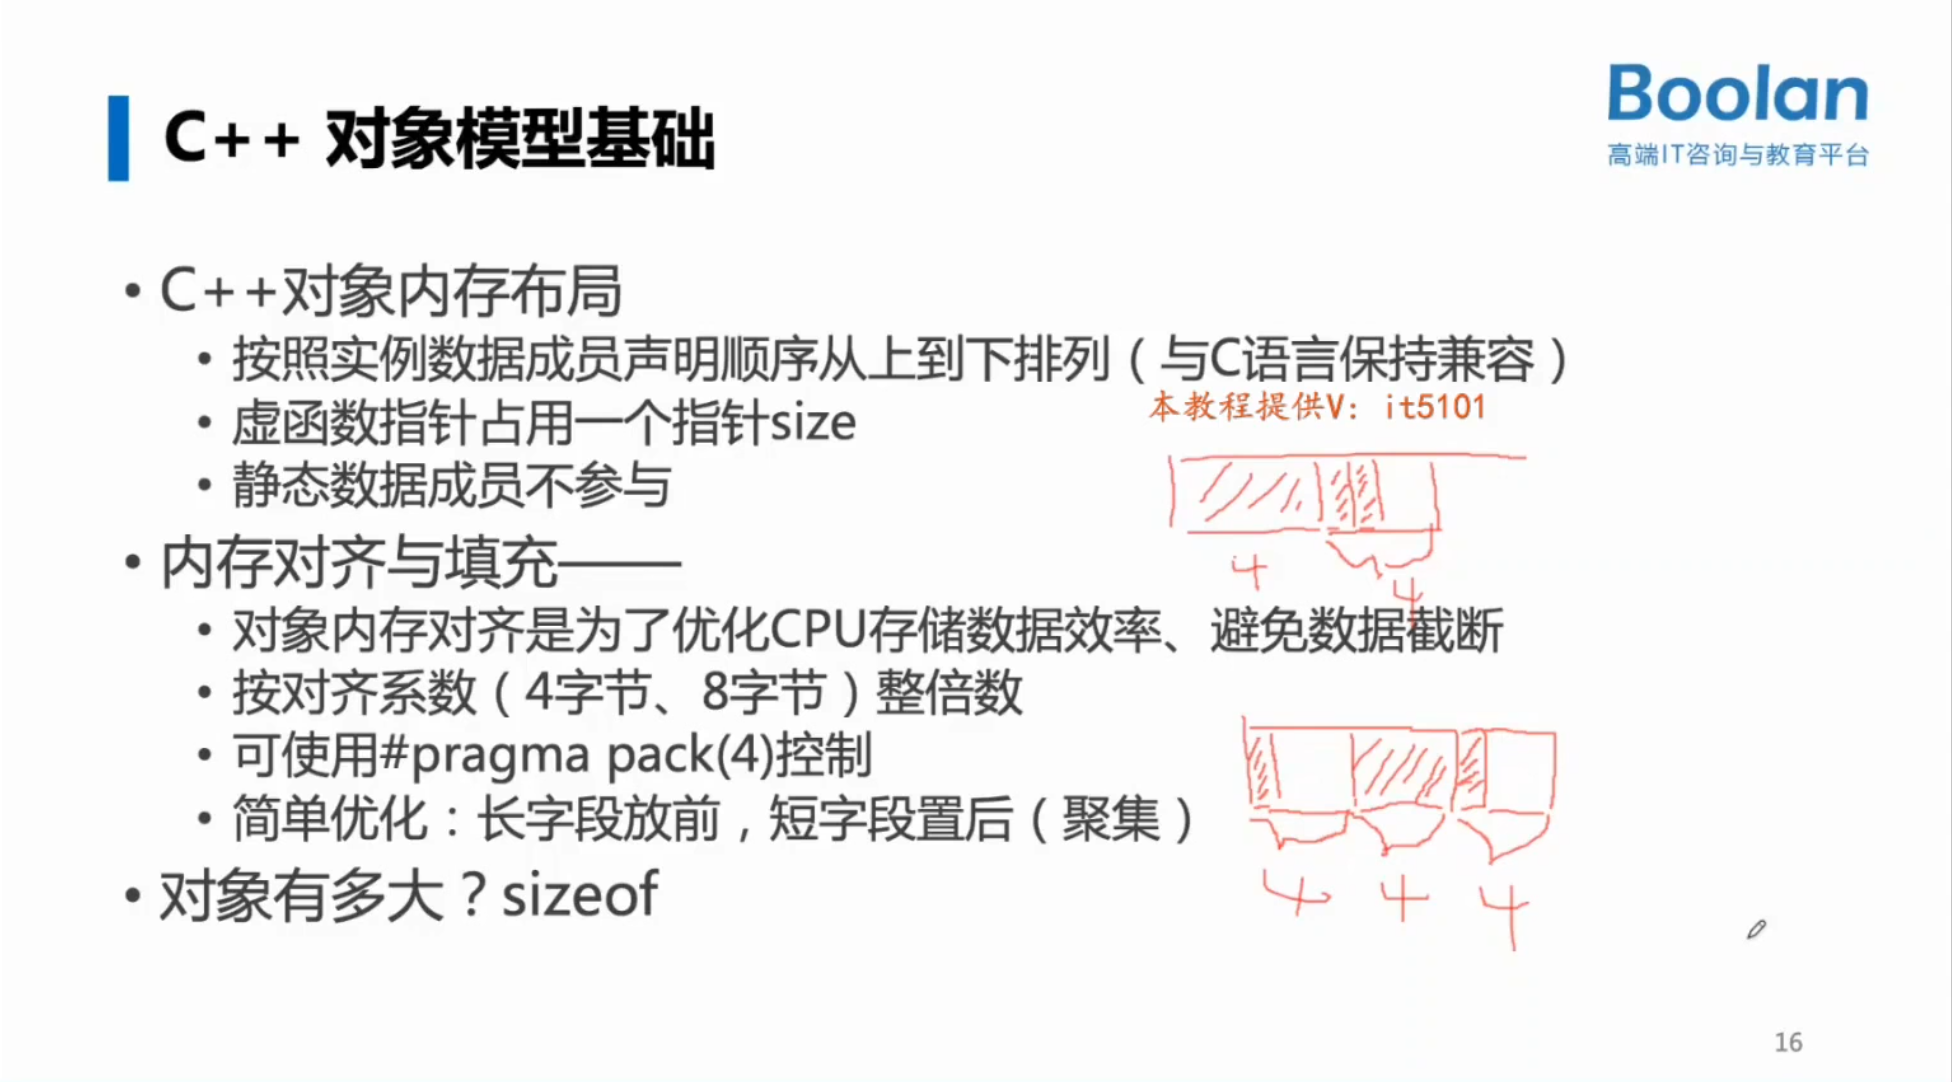 Boolan
高端IT咨询与教育平台
C++ 对象模型基础
• C++对象内存布局
• 按照实例数据成员声明顺序从上到下排列（与C语言保持兼容）
本教程提供V: it5101
• 虚函数指针占用一个指针size
• 静态数据成员不参与
4
4
• 内存对齐与填充——
• 对象内存对齐是为了优化CPU存储数据效率、避免数据截断
• 按对齐系数（4字节、8字节）整倍数
• 可使用#pragma pack(4)控制
• 简单优化：长字段放前，短字段置后（聚集）
4 4 4
• 对象有多大？sizeof
16